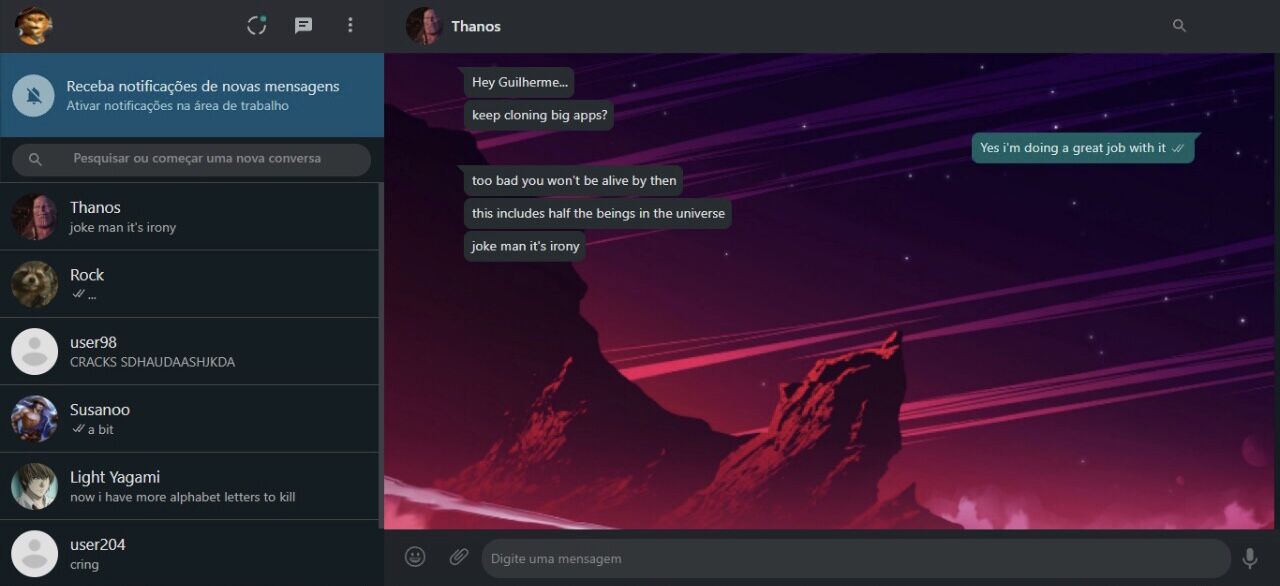 Receba notificações de novas mensagens
Ativar notificações na área de trabalho
Pesquisar ou começar uma nova conversa
Thanos
joke man it's irony
Rock
...
user98
CRACKS SDHAUDAASHJKDA
Susanoo
a bit
Light Yagami
now i have more alphabet letters to kill
user204
cring
Thanos
Hey Guilherme...
keep cloning big apps?
Yes i'm doing a great job with it
too bad you won't be alive by then
this includes half the beings in the universe
joke man it's irony
Digite uma mensagem